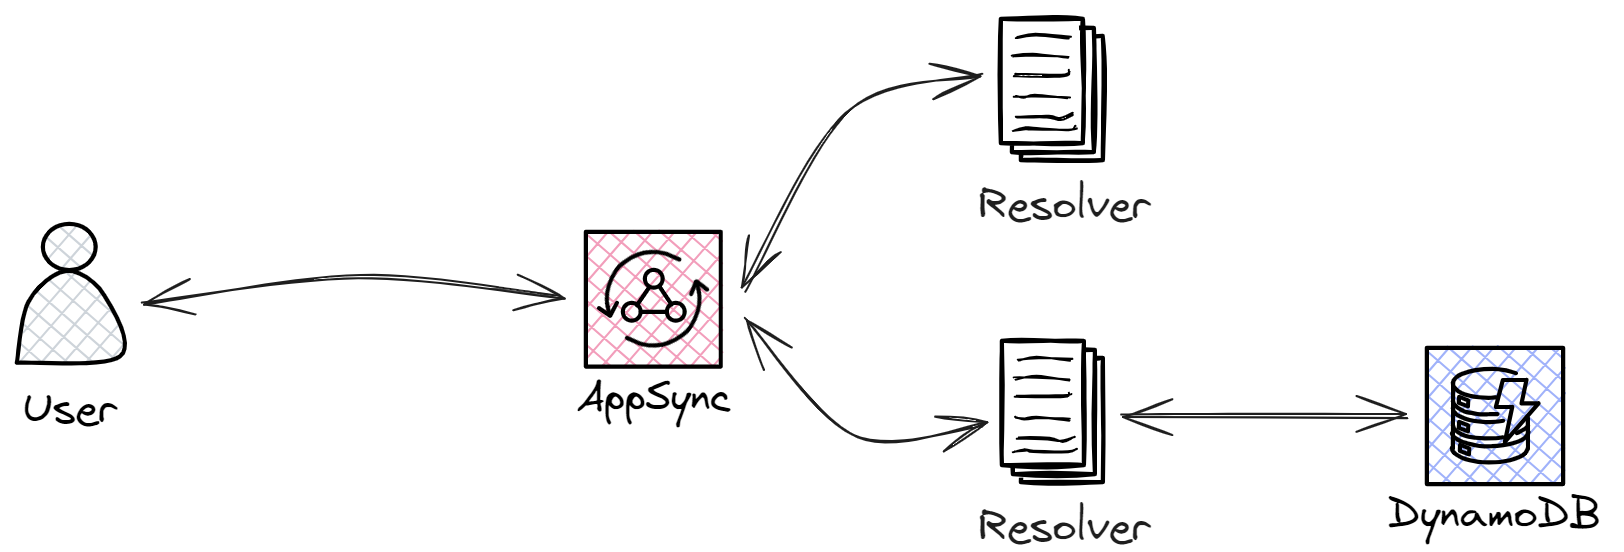 Resolver
User
AppSync
Resolver
DynamoDB